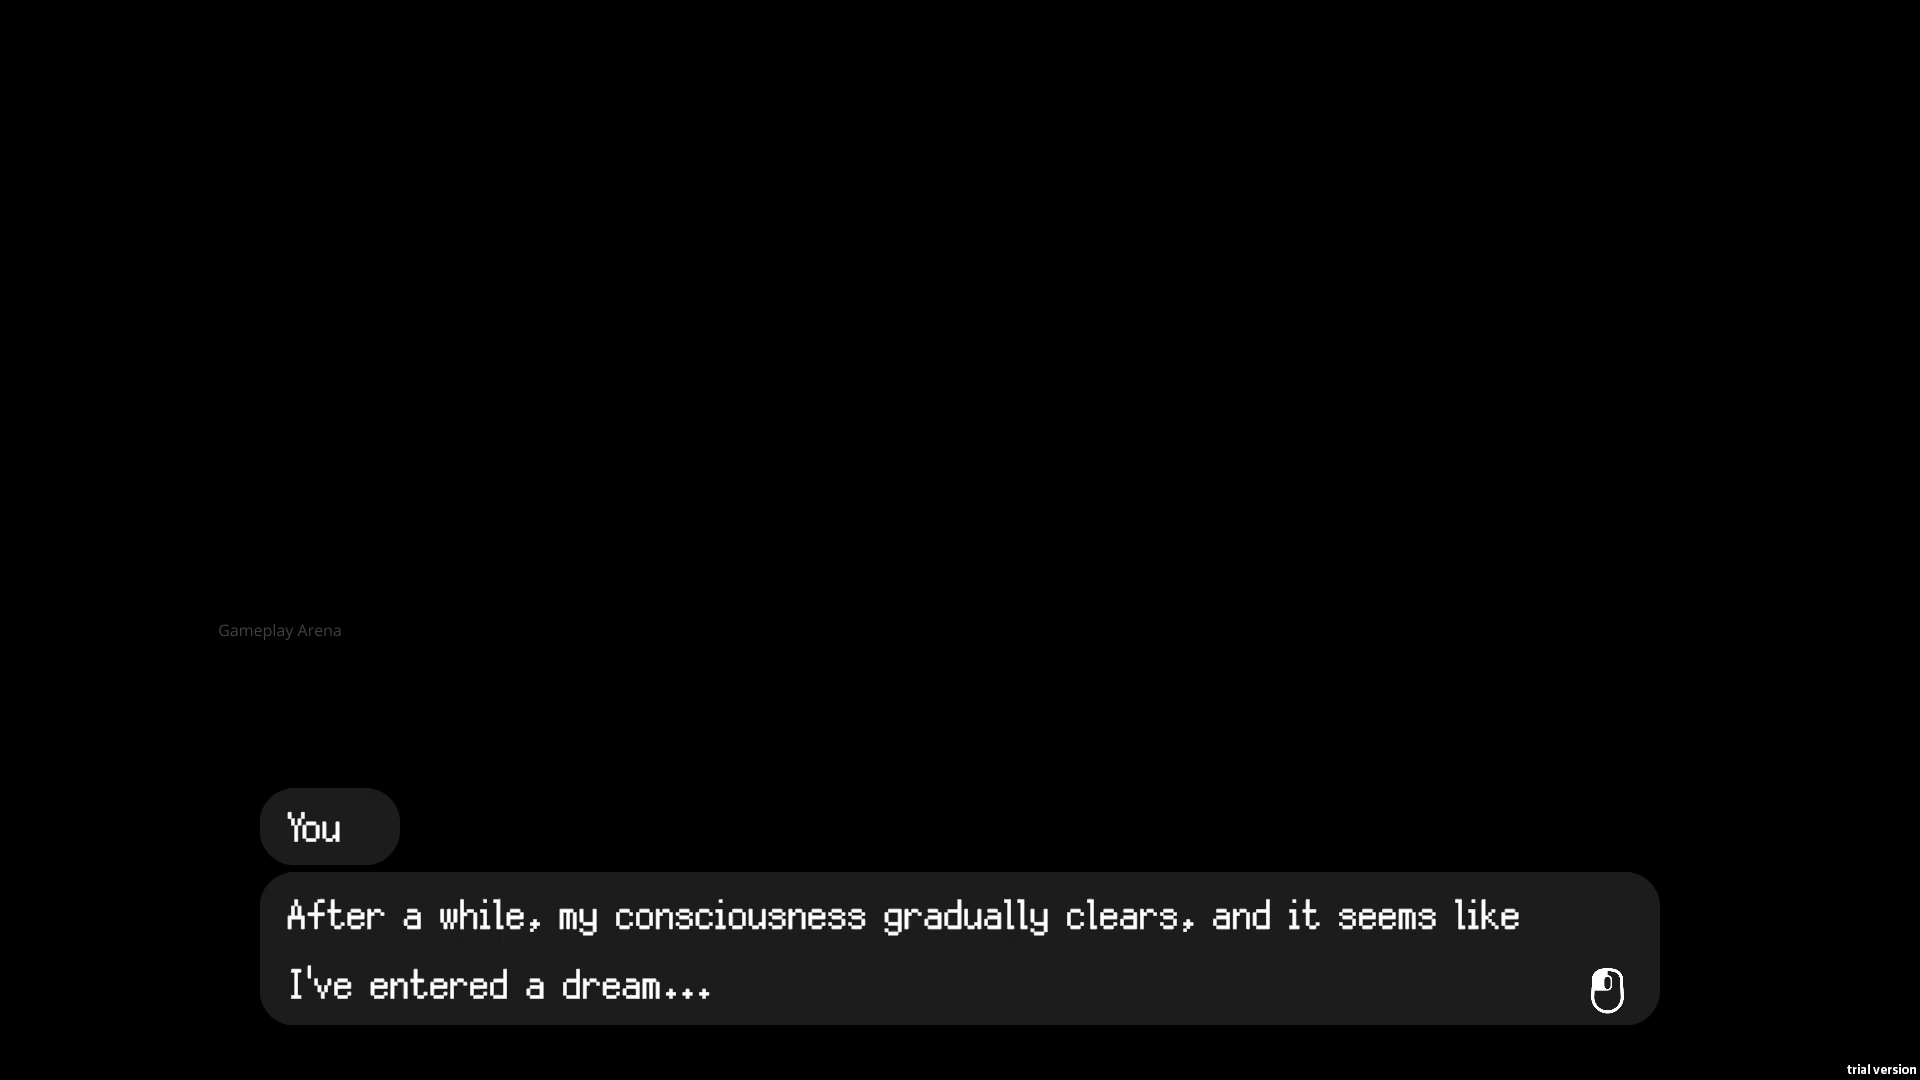 Gameplay Arena
You
After a while, my consciousness gradually clears, and it seems like
I've entered a dream...
trial version